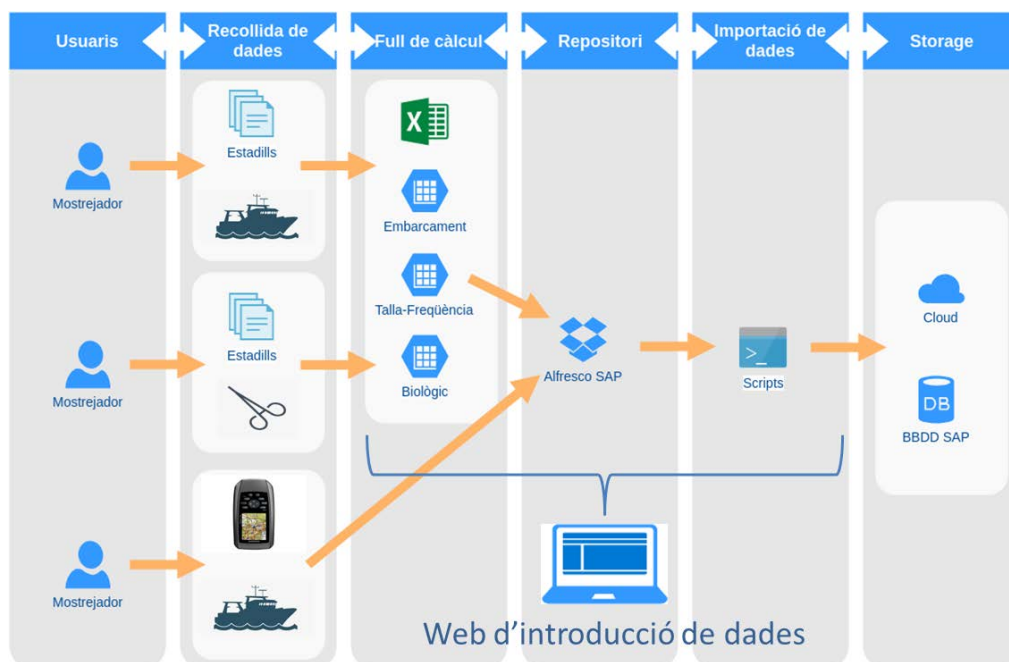 Usuaris
Recollida de
dades
Full de càlcul
Repositori
Importació de
dades
Storage
Estadills
Mostrejador
X
Embarcament
Talla-Freqüència
Biològic
Estadills
Mostrejador
Alfresco SAP
>_
Scripts
Cloud
DB
BBDD SAP
Mostrejador
Web d'introducció de dades